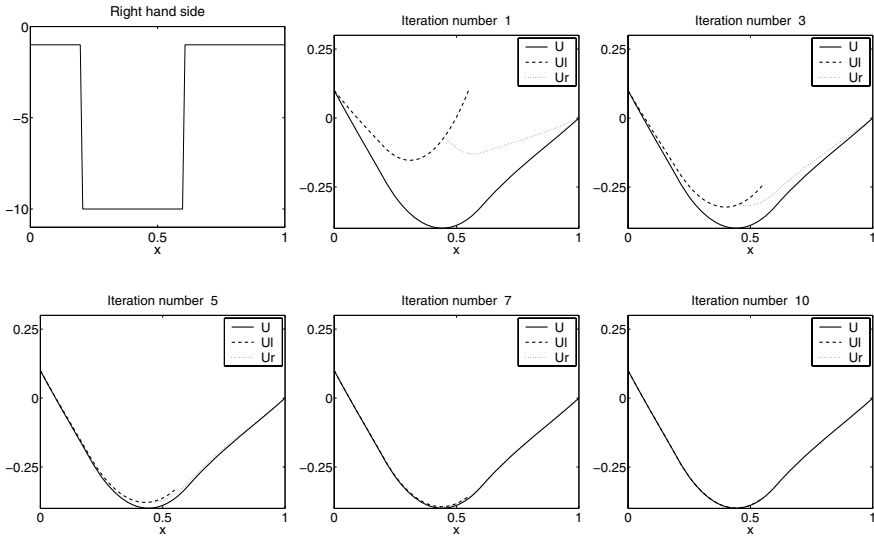 Right hand side
0
−5
−10
0
0.5
1
x
Iteration number 1
0.25
0
−0.25
0
0.5
1
x
U
Ul
Ur
Iteration number 3
0.25
0
−0.25
0
0.5
1
x
U
Ul
Ur
Iteration number 5
0.25
0
−0.25
0
0.5
1
x
U
Ul
Ur
Iteration number 7
0.25
0
−0.25
0
0.5
1
x
U
Ul
Ur
Iteration number 10
0.25
0
−0.25
0
0.5
1
x
U
Ul
Ur